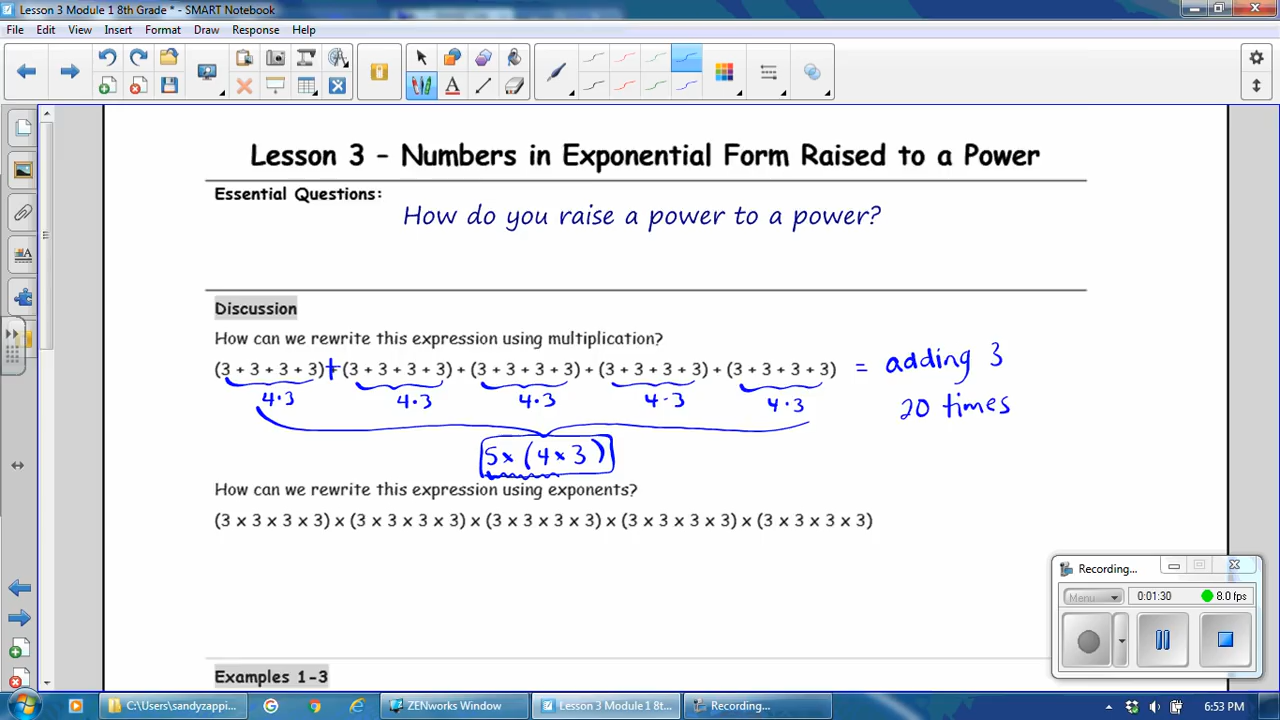 Lesson 3 Module 1 8th Grade * - SMART Notebook
File Edit View Insert Format Draw Response Help
Lesson 3 - Numbers in Exponential Form Raised to a Power
Essential Questions:
How do you raise a power to a power?
Discussion
How can we rewrite this expression using multiplication?
(3 + 3 + 3 + 3) + (3 + 3 + 3 + 3) + (3 + 3 + 3 + 3) + (3 + 3 + 3 + 3) + (3 + 3 + 3 + 3) = adding 3
4·3 4·3 4·3 4·3 4·3 20 times
5×(4×3)
How can we rewrite this expression using exponents?
(3 x 3 x 3 x 3) x (3 x 3 x 3 x 3) x (3 x 3 x 3 x 3) x (3 x 3 x 3 x 3) x (3 x 3 x 3 x 3)
Recording...
Menu 0:01:30 8.0 fps
Examples 1-3
C:\Users\sandyzappi... ZENworks Window Lesson 3 Module 1 8t... Recording... 6:53 PM